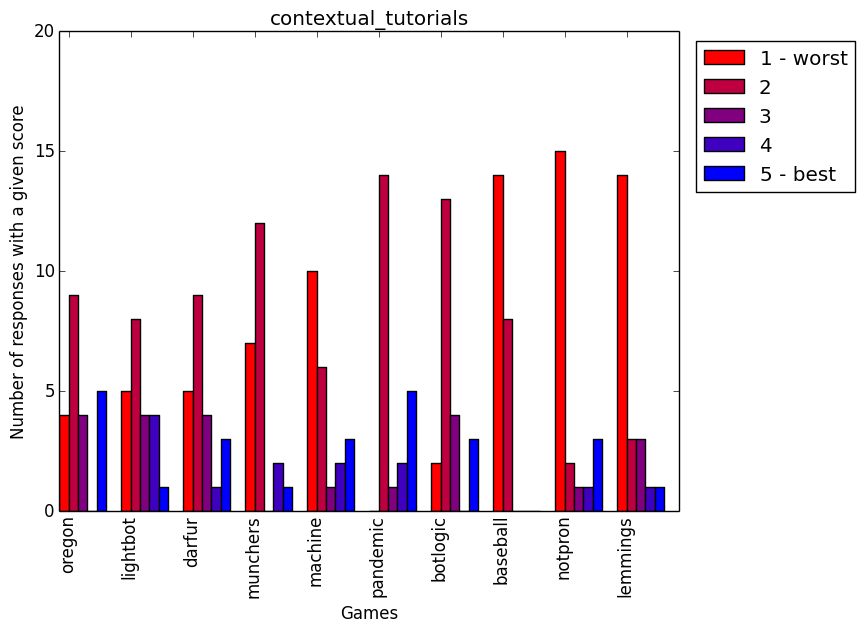 contextual_tutorials
20
15
10
5
0
Number of responses with a given score
oregon
lightbot
darfur
munchers
machine
pandemic
botlogic
baseball
notpron
lemmings
Games
1 - worst
2
3
4
5 - best